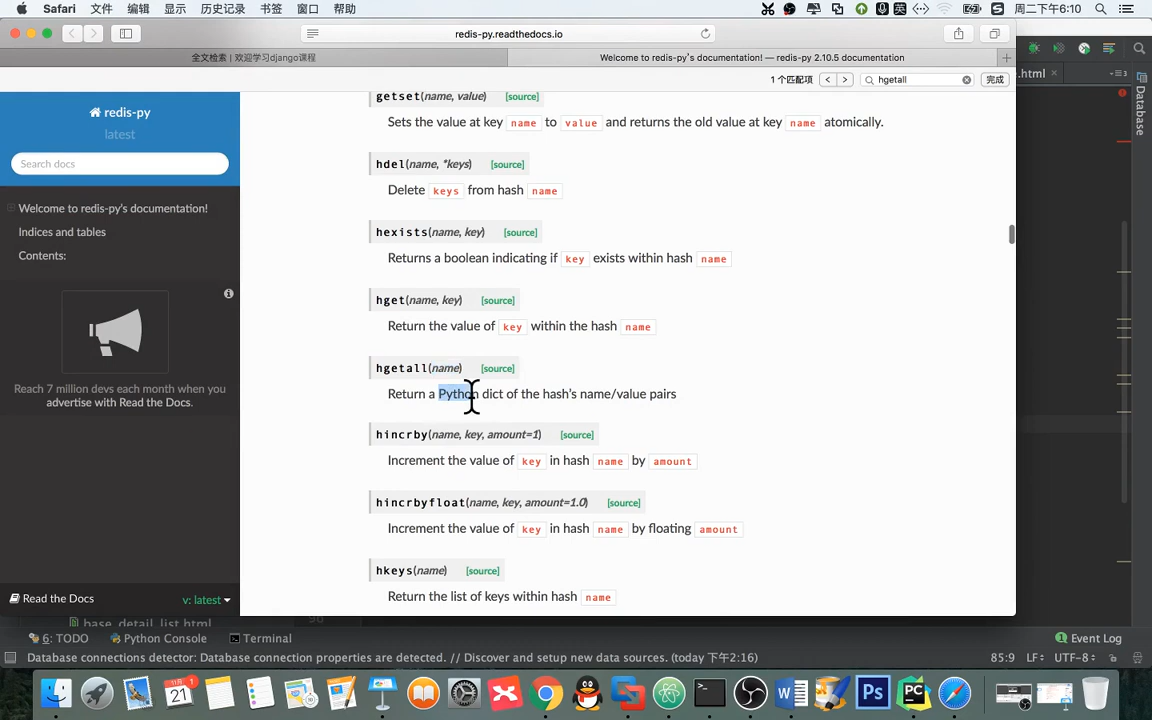 Safari 文件 编辑 显示 历史记录 书签 窗口 帮助 英 周二下午6:10
redis-py.readthedocs.io
全文检索 | 欢迎学习django课程
Welcome to redis-py's documentation! — redis-py 2.10.5 documentation
.html
1 个匹配项 hgetall 完成
Database
redis-py
latest
Search docs
Welcome to redis-py's documentation!
Indices and tables
Contents:
Reach 7 million devs each month when you
advertise with Read the Docs.
Read the Docs v: latest
getset(name, value) [source]
Sets the value at key name to value and returns the old value at key name atomically.
hdel(name, *keys) [source]
Delete keys from hash name
hexists(name, key) [source]
Returns a boolean indicating if key exists within hash name
hget(name, key) [source]
Return the value of key within the hash name
hgetall(name) [source]
Return a Python dict of the hash's name/value pairs
hincrby(name, key, amount=1) [source]
Increment the value of key in hash name by amount
hincrbyfloat(name, key, amount=1.0) [source]
Increment the value of key in hash name by floating amount
hkeys(name) [source]
Return the list of keys within hash name
base_detail_list.html
6: TODO Python Console Terminal 1 Event Log
Database connections detector: Database connection properties are detected. // Discover and setup new data sources. (today 下午2:16) 85:9 LF÷ UTF-8÷
21
W
Ps
PC